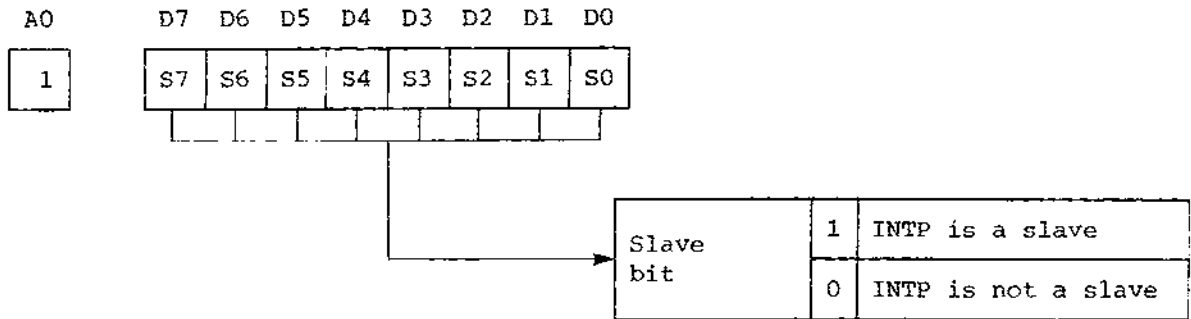 A0 D7 D6 D5 D4 D3 D2 D1 D0
1 S7 S6 S5 S4 S3 S2 S1 S0
Slave
bit
1 INTP is a slave
0 INTP is not a slave